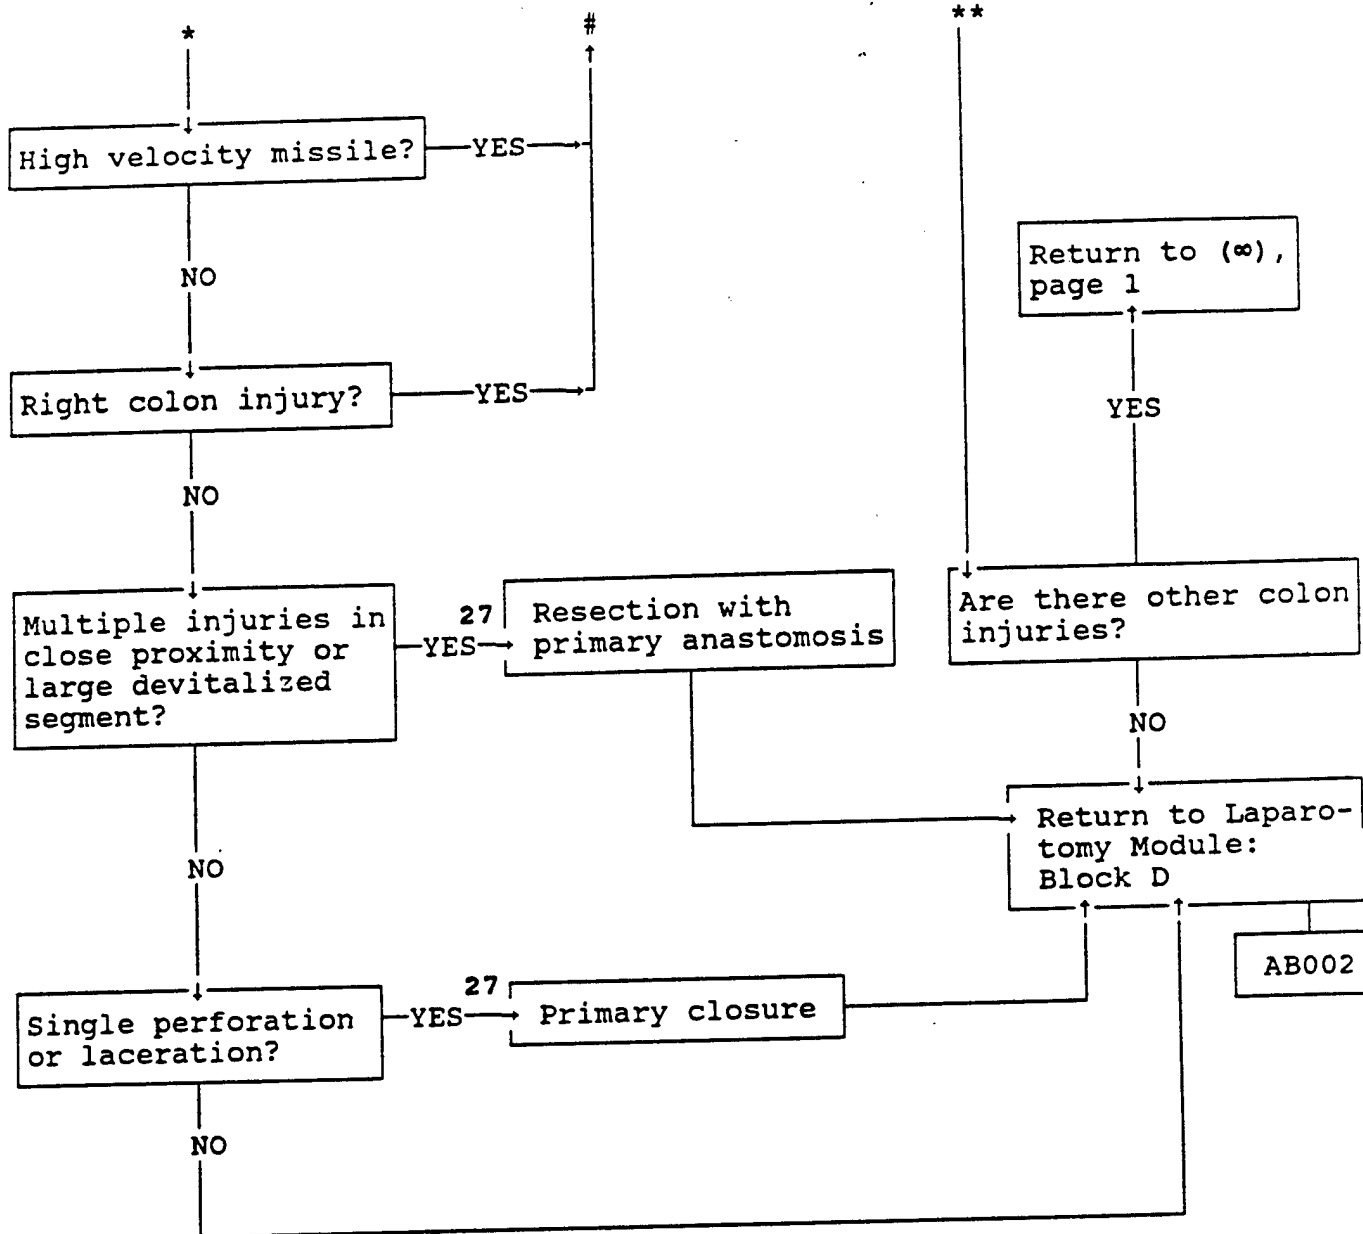 *
#
**
High velocity missile?
YES
NO
Return to (∞),
page 1
Right colon injury?
YES
YES
NO
Multiple injuries in
close proximity or
large devitalized
segment?
YES
27
Resection with
primary anastomosis
Are there other colon
injuries?
NO
NO
Return to Laparo-
tomy Module:
Block D
AB002
Single perforation
or laceration?
YES
27
Primary closure
NO